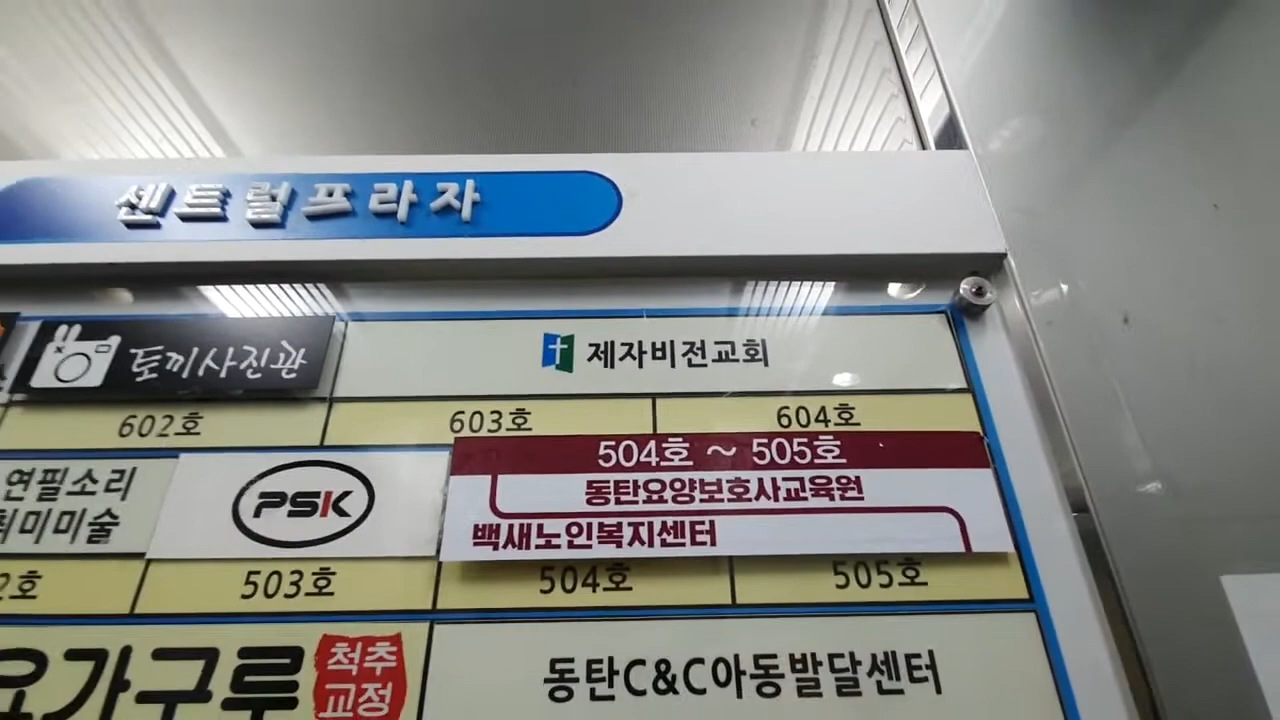 센트럴프라자
토끼사진관
제자비전교회
602호
603호
604호
504호 ~ 505호
동탄요양보호사교육원
백새노인복지센터
연필소리
취미미술
PSK
2호
503호
504호
505호
요가구루
척추
교정
동탄C&C아동발달센터